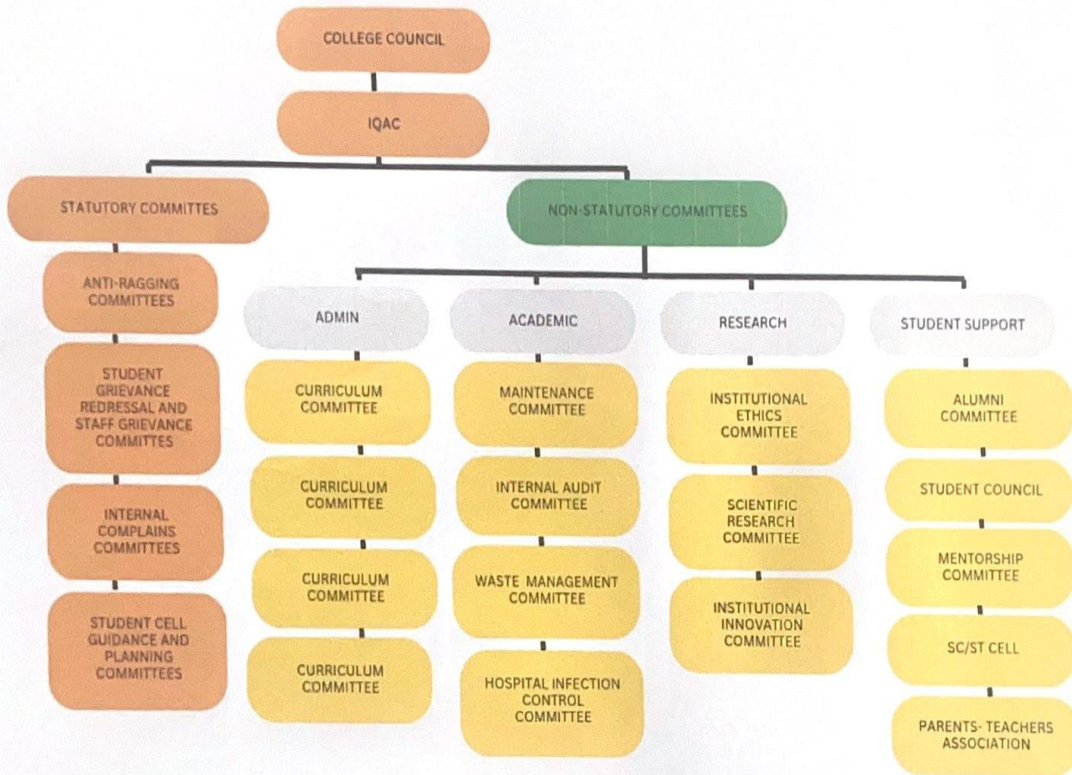 COLLEGE COUNCIL
IQAC
STATUTORY COMMITTES
NON-STATUTORY COMMITTEES
ANTI-RAGGING
COMMITTEES
STUDENT
GRIEVANCE
REDRESSAL AND
STAFF GRIEVANCE
COMMITTES
INTERNAL
COMPLAINS
COMMITTEES
STUDENT CELL
GUIDANCE AND
PLANNING
COMMITTEES
ADMIN
CURRICULUM
COMMITTEE
CURRICULUM
COMMITTEE
CURRICULUM
COMMITTEE
CURRICULUM
COMMITTEE
ACADEMIC
MAINTENANCE
COMMITTEE
INTERNAL AUDIT
COMMITTEE
WASTE MANAGEMENT
COMMITTEE
HOSPITAL INFECTION
CONTROL
COMMITTEE
RESEARCH
INSTITUTIONAL
ETHICS
COMMITTEE
SCIENTIFIC
RESEARCH
COMMITTEE
INSTITUTIONAL
INNOVATION
COMMITTEE
STUDENT SUPPORT
ALUMNI
COMMITTEE
STUDENT COUNCIL
MENTORSHIP
COMMITTEE
SC/ST CELL
PARENTS- TEACHERS
ASSOCIATION